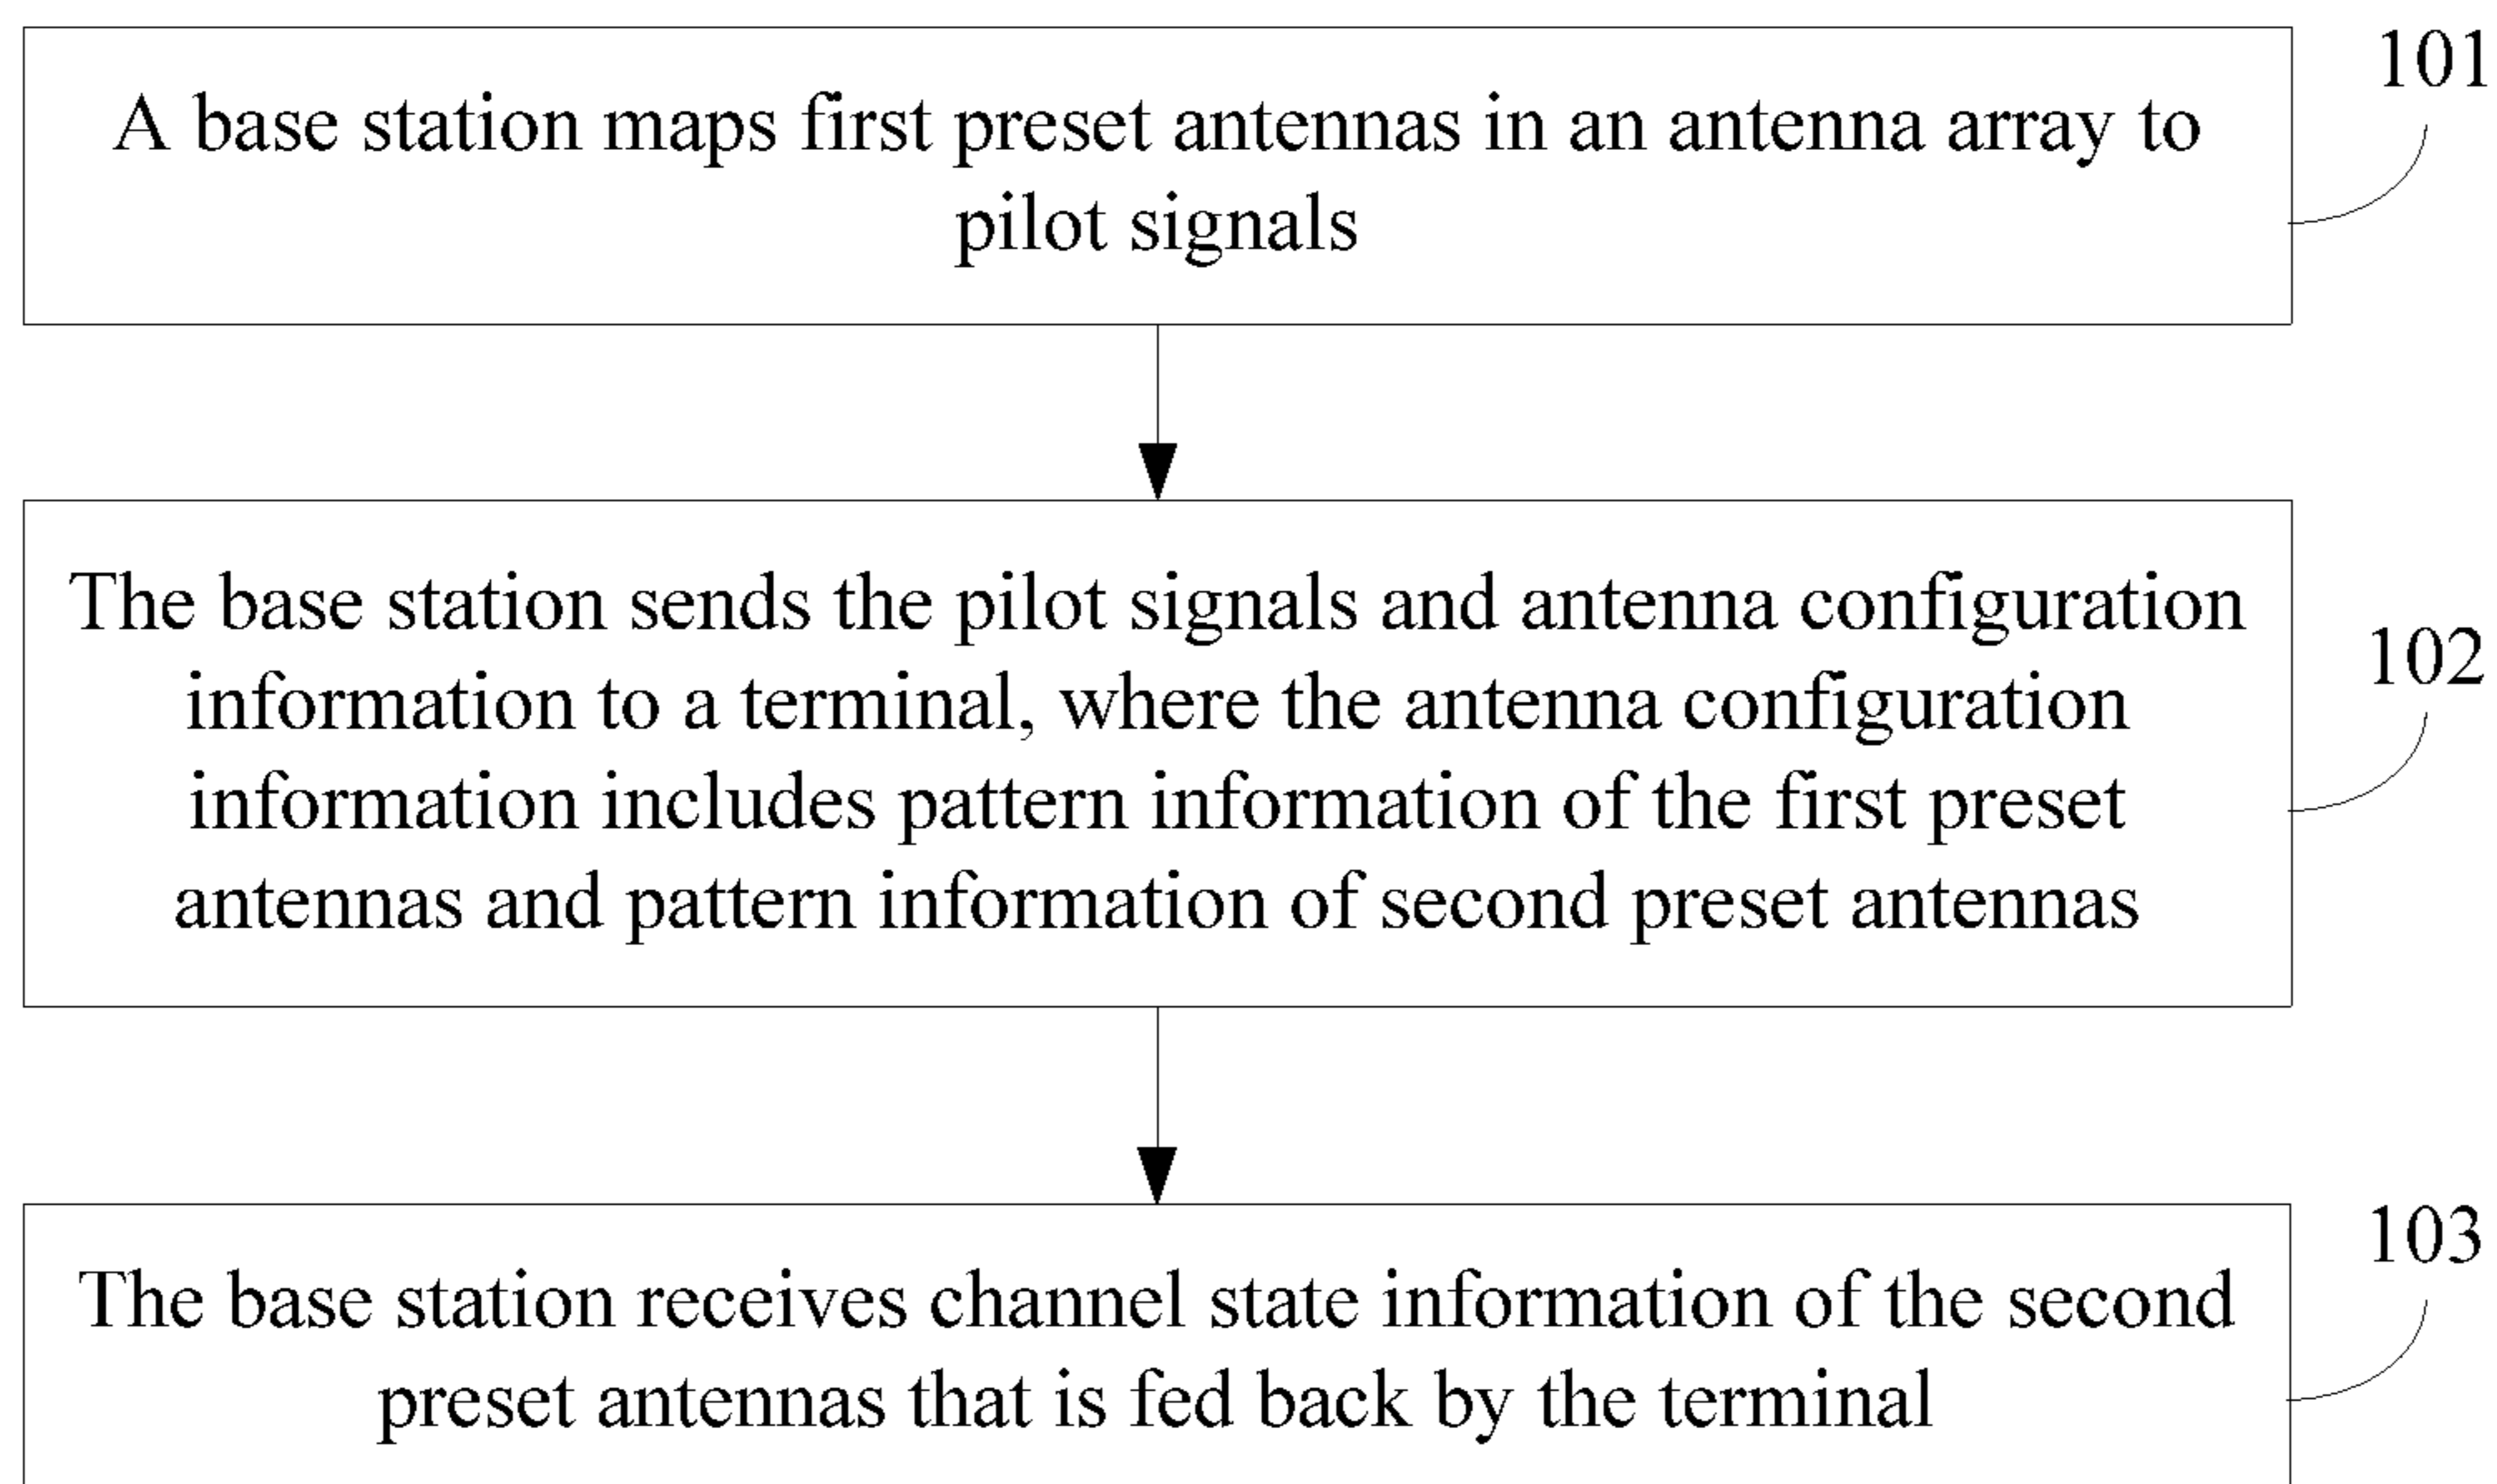 101
A base station maps first preset antennas in an antenna array to
pilot signals
The base station sends the pilot signals and antenna configuration
information to a terminal, where the antenna configuration
102
information includes pattern information of the first preset
antennas and pattern information of second preset antennas
103
The base station receives channel state information of the second
preset antennas that is fed back by the terminal